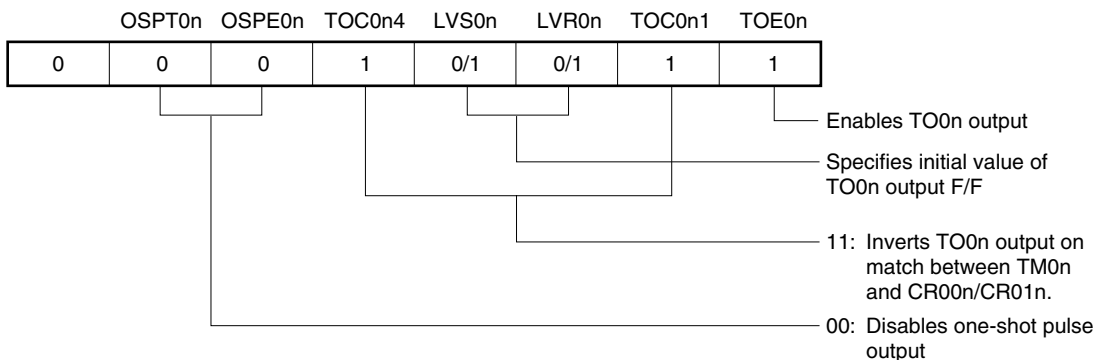 OSPT0n OSPE0n TOC0n4 LVS0n LVR0n TOC0n1 TOE0n
0 0 0 1 0/1 0/1 1 1
Enables TO0n output
Specifies initial value of
TO0n output F/F
11: Inverts TO0n output on
match between TM0n
and CR00n/CR01n.
00: Disables one-shot pulse
output